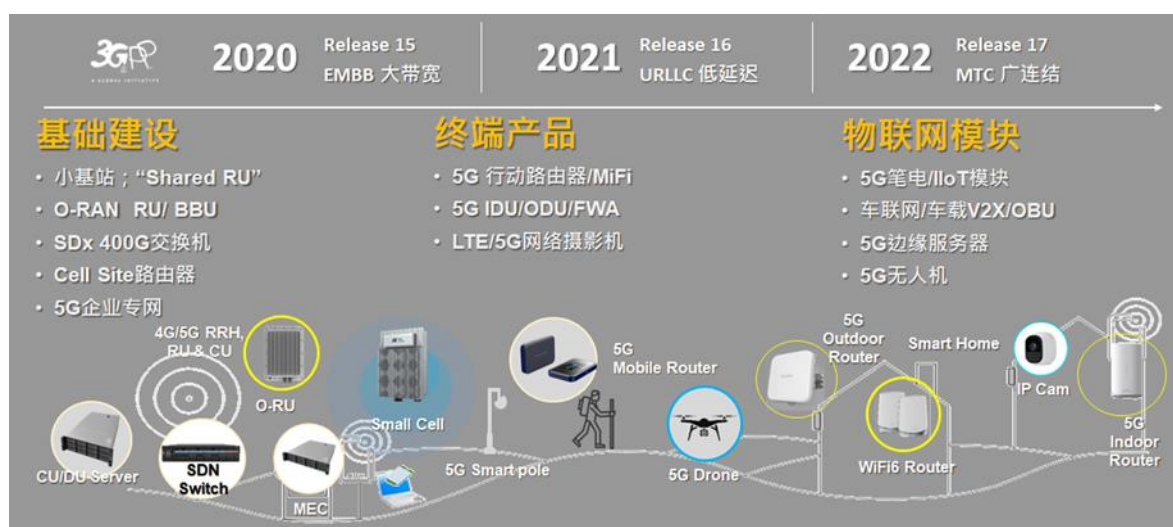 3GPP
A GLOBAL INITIATIVE
2020
Release 15
EMBB 大带宽
2021
Release 16
URLLC 低延迟
2022
Release 17
MTC 广连结
基础建设
• 小基站；“Shared RU”
• O-RAN RU/ BBU
• SDx 400G交换机
• Cell Site路由器
• 5G企业专网
终端产品
• 5G 行动路由器/MiFi
• 5G IDU/ODU/FWA
• LTE/5G网络摄影机
物联网模块
• 5G笔电/IIoT模块
• 车联网/车载V2X/OBU
• 5G边缘服务器
• 5G无人机
4G/5G RRH,
RU & CU
O-RU
CU/DU Server
SDN
Switch
MEC
Small Cell
5G Smart pole
5G
Mobile Router
5G Drone
5G
Outdoor
Router
Smart Home
WiFi6 Router
IP Cam
5G
Indoor
Router